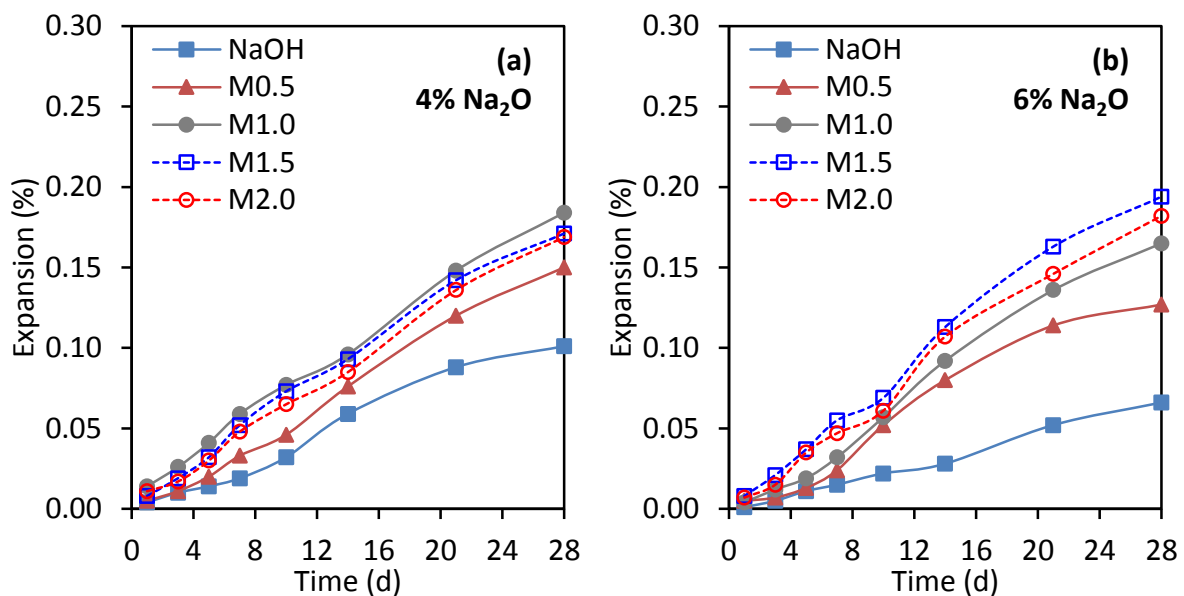 0.30
0.25
0.20
0.15
0.10
0.05
0.00
Expansion (%)
NaOH
M0.5
M1.0
M1.5
M2.0
(a)
4% Na₂O
0 4 8 12 16 20 24 28
Time (d)
0.30
0.25
0.20
0.15
0.10
0.05
0.00
Expansion (%)
NaOH
M0.5
M1.0
M1.5
M2.0
(b)
6% Na₂O
0 4 8 12 16 20 24 28
Time (d)